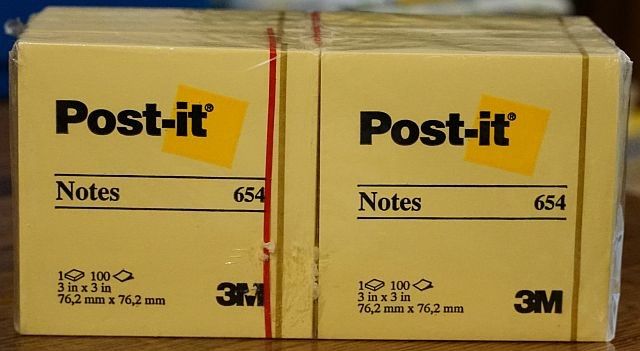 Post-it®
Notes 654
1 100
3 in x 3 in
76,2 mm x 76,2 mm
3M
Post-it®
Notes 654
1 100
3 in x 3 in
76,2 mm x 76,2 mm
3M